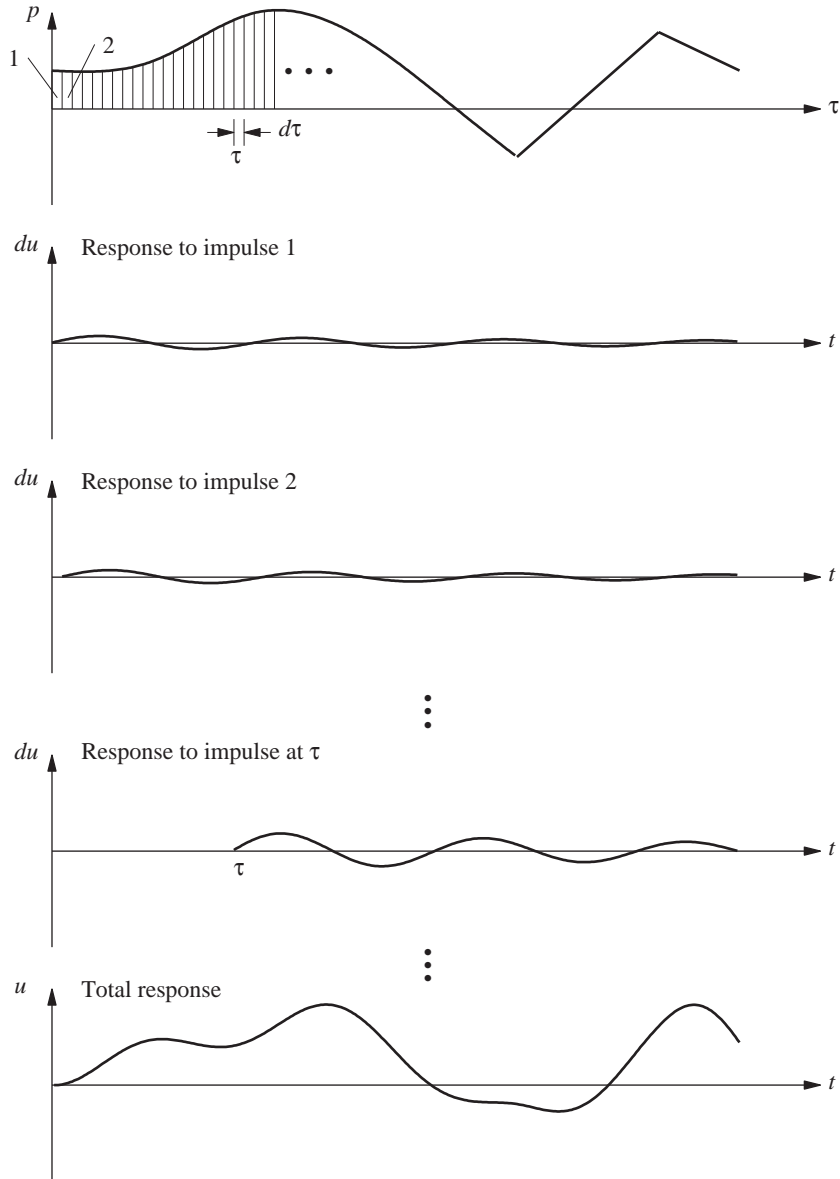 p
1
2
τ
dτ
τ
du
Response to impulse 1
t
du
Response to impulse 2
t
du
Response to impulse at τ
t
τ
u
Total response
t